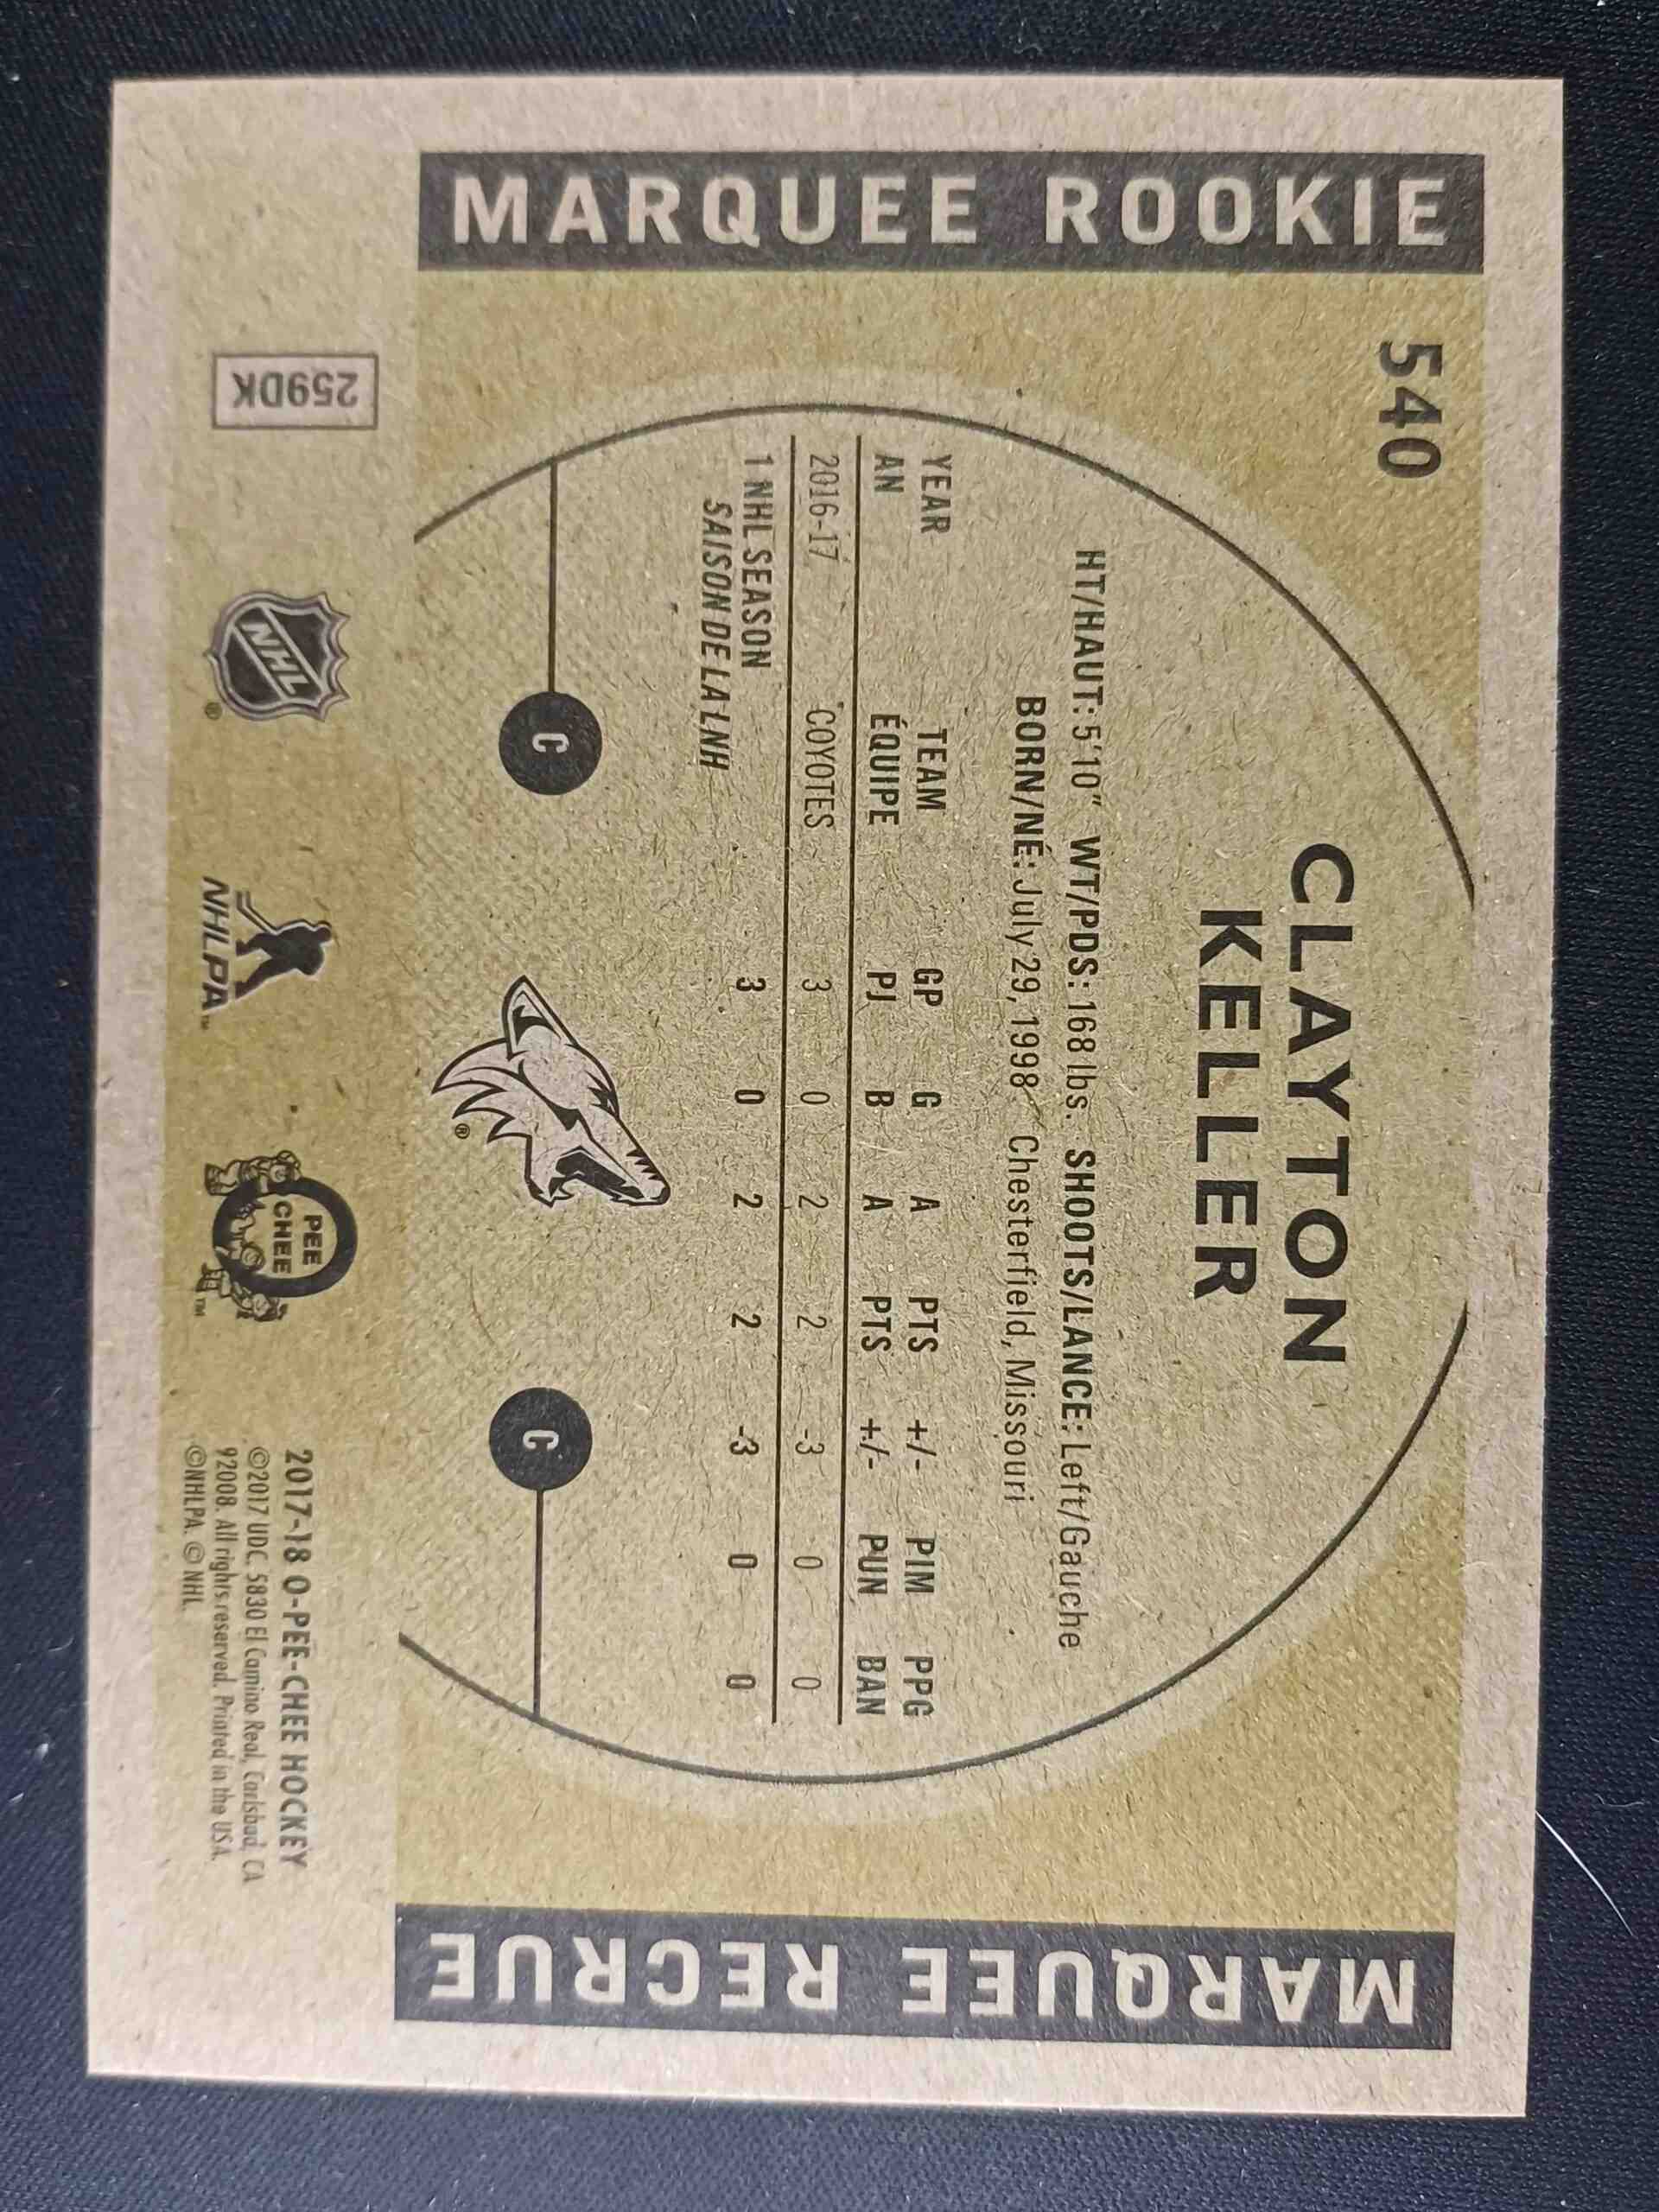 MARQUEE ROOKIE
540
CLAYTON
KELLER
HT/HAUT: 5'10" WT/PDS: 168 lbs. SHOOTS/LANCE: Left/Gauche
BORN/NÉ: July 29, 1998 Chesterfield, Missouri
YEAR TEAM GP G A PTS +/- PIM PPG
AN ÉQUIPE PJ B A PTS +/- PUN BAN
2016-17 COYOTES 3 0 2 2 -3 0 0
1 NHL SEASON 3 0 2 2 -3 0 0
SAISON DE LA LNH
C
C
®
MARQUEE RECRUE
259DK
NHL
®
NHLPA™
PEE
CHEE
TM
2017-18 O-PEE-CHEE HOCKEY
©2017 UDC. 5830 El Camino Real, Carlsbad, CA
92008. All rights reserved. Printed in the USA.
©NHLPA. ©NHL.